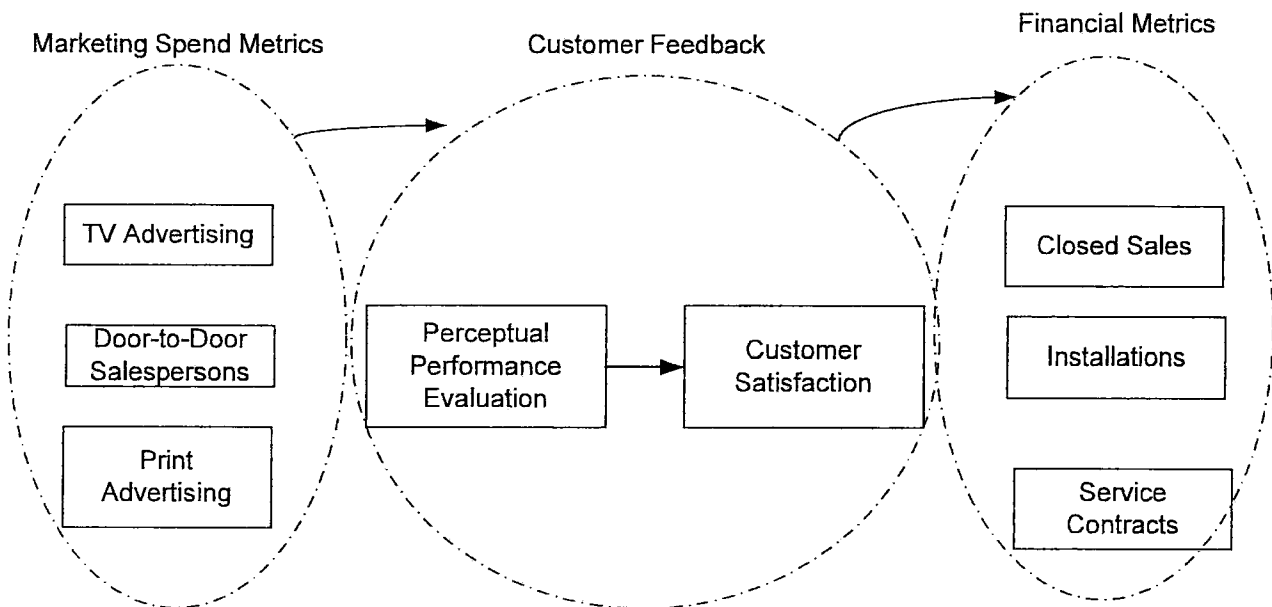 Marketing Spend Metrics
Customer Feedback
Financial Metrics
TV Advertising
Door-to-Door
Salespersons
Print
Advertising
Perceptual
Performance
Evaluation
Customer
Satisfaction
Closed Sales
Installations
Service
Contracts